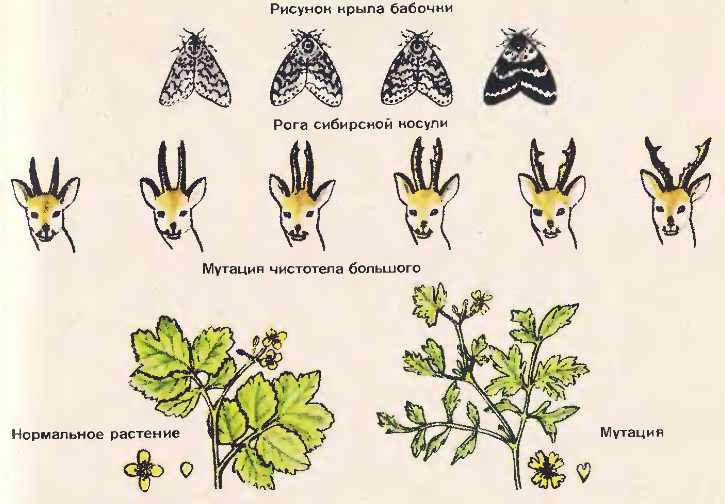 Рисунок крыла бабочки
Рога сибирской косули
Мутация чистотела большого
Нормальное растение
Мутация